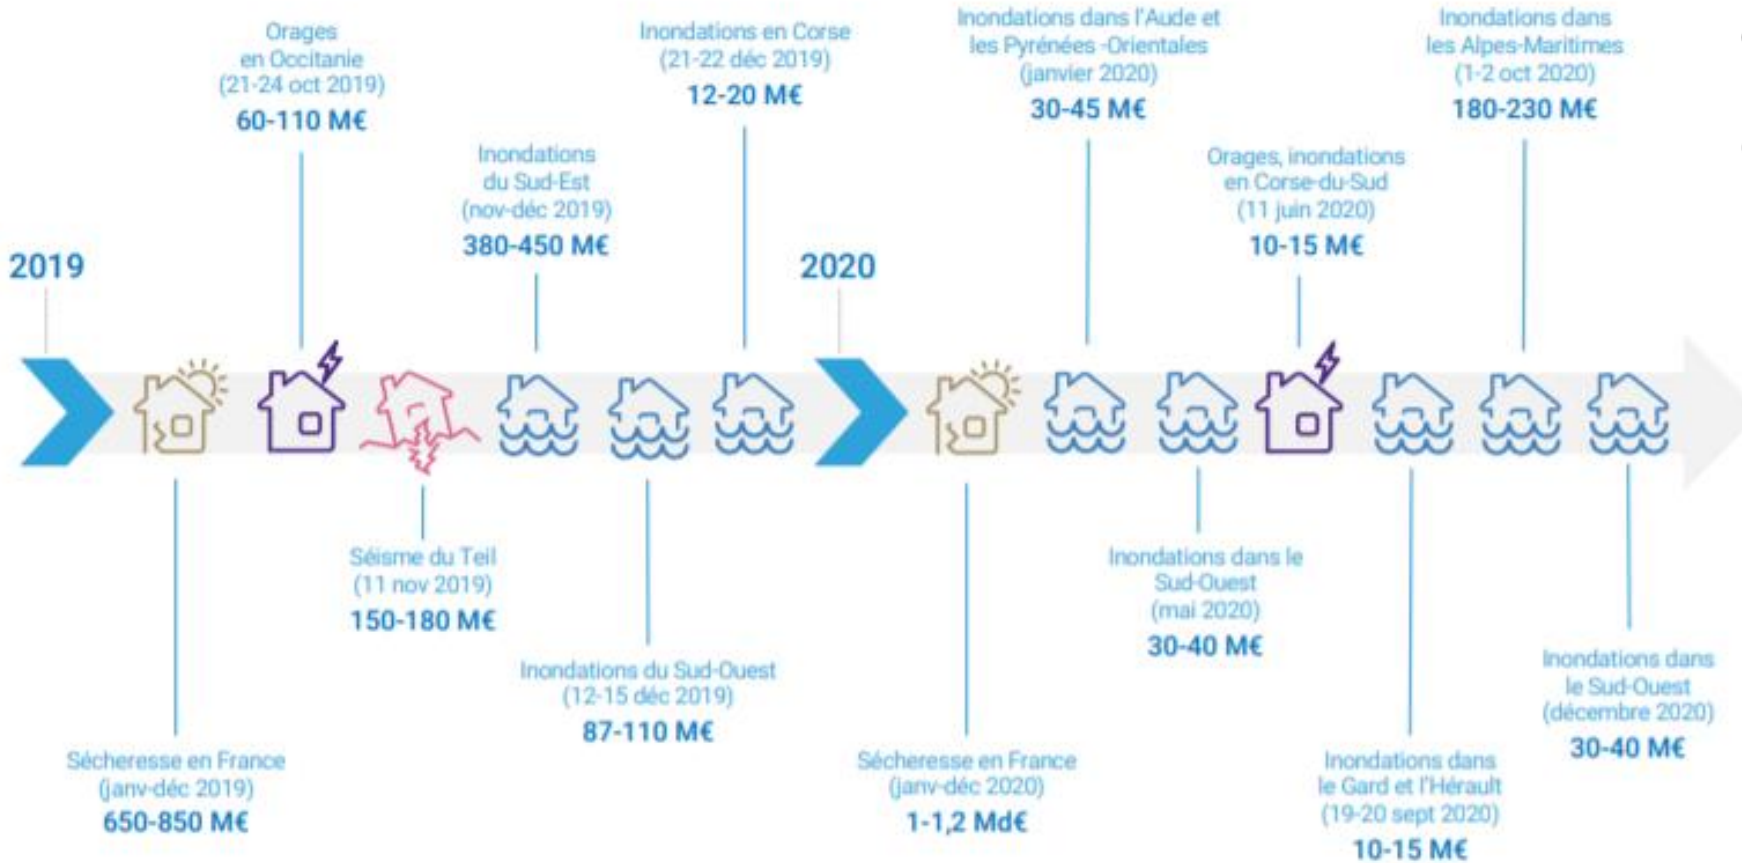 2019
Sécheresse en France
(janv-déc 2019)
650-850 M€
Orages
en Occitanie
(21-24 oct 2019)
60-110 M€
Séisme du Teil
(11 nov 2019)
150-180 M€
Inondations
du Sud-Est
(nov-déc 2019)
380-450 M€
Inondations du Sud-Ouest
(12-15 déc 2019)
87-110 M€
Inondations en Corse
(21-22 déc 2019)
12-20 M€
2020
Sécheresse en France
(janv-déc 2020)
1-1,2 Md€
Inondations dans l'Aude et
les Pyrénées -Orientales
(janvier 2020)
30-45 M€
Inondations dans le
Sud-Ouest
(mai 2020)
30-40 M€
Orages, inondations
en Corse-du-Sud
(11 juin 2020)
10-15 M€
Inondations dans
le Gard et l'Hérault
(19-20 sept 2020)
10-15 M€
Inondations dans
les Alpes-Maritimes
(1-2 oct 2020)
180-230 M€
Inondations dans
le Sud-Ouest
(décembre 2020)
30-40 M€